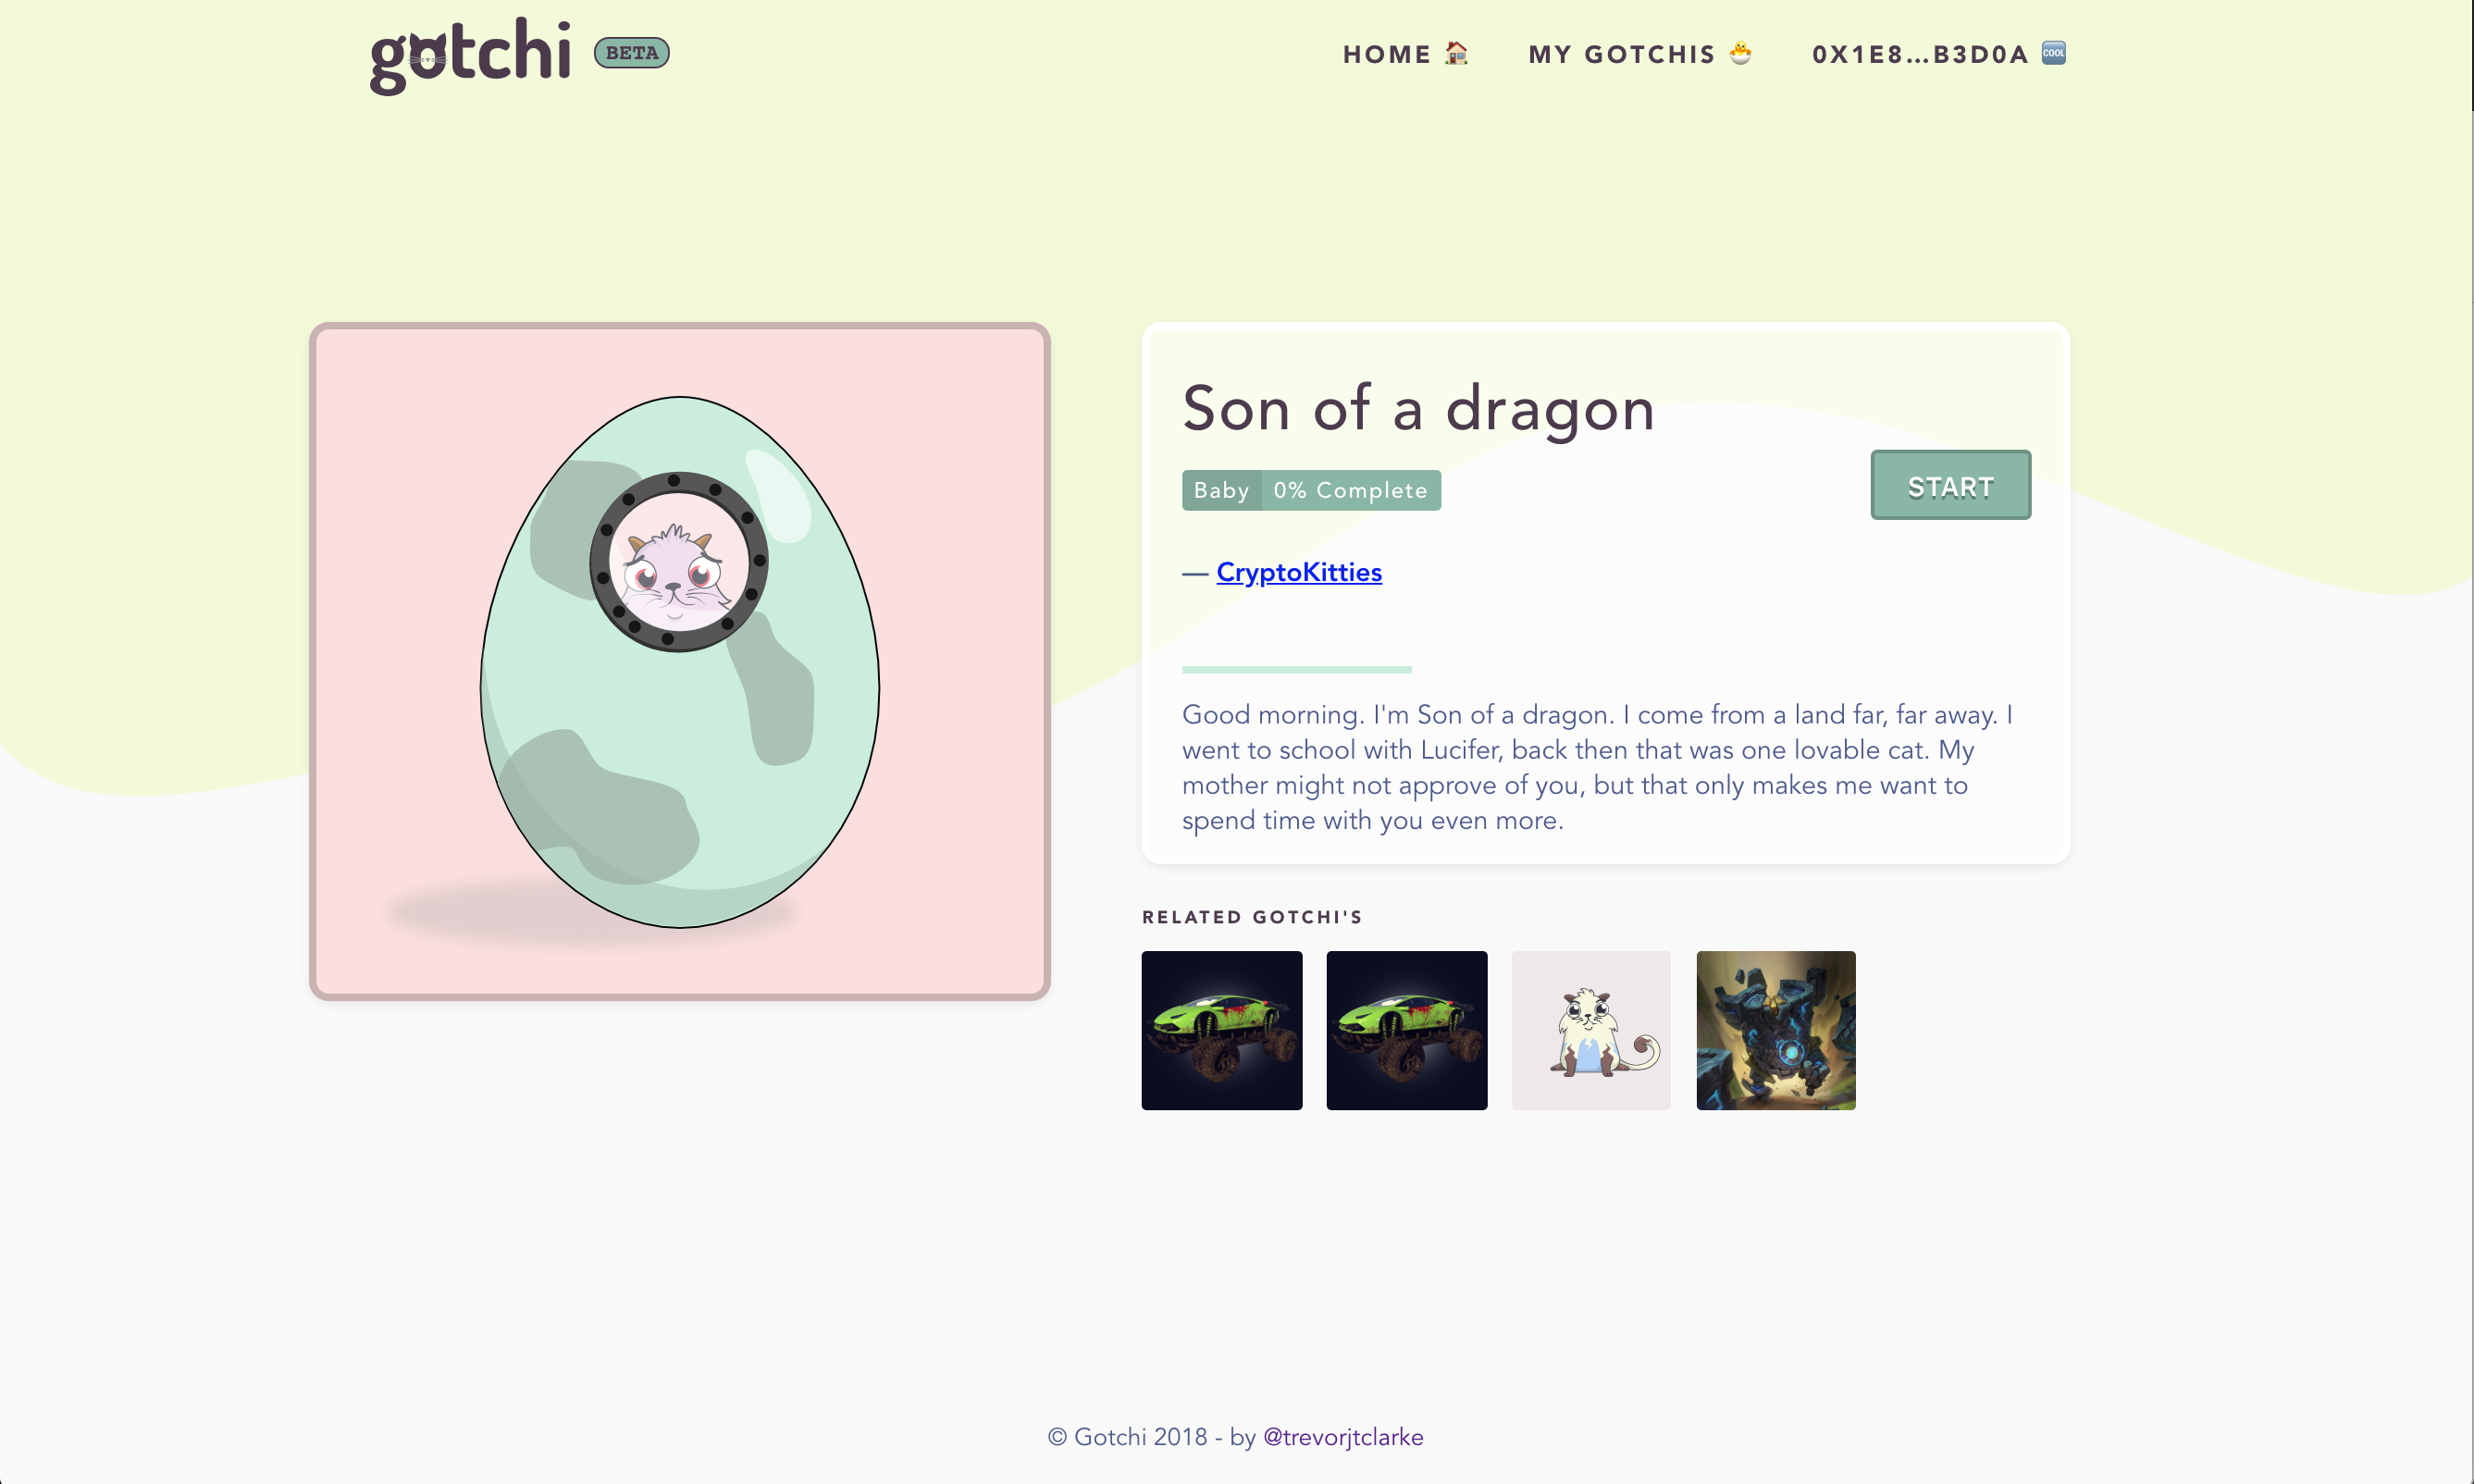 gotchi BETA
HOME 🏠 MY GOTCHIS 🐣 0X1E8...B3D0A 🆒
Son of a dragon
Baby 0% Complete
START
— CryptoKitties
Good morning. I'm Son of a dragon. I come from a land far, far away. I
went to school with Lucifer, back then that was one lovable cat. My
mother might not approve of you, but that only makes me want to
spend time with you even more.
RELATED GOTCHI'S
© Gotchi 2018 - by @trevorjtclarke